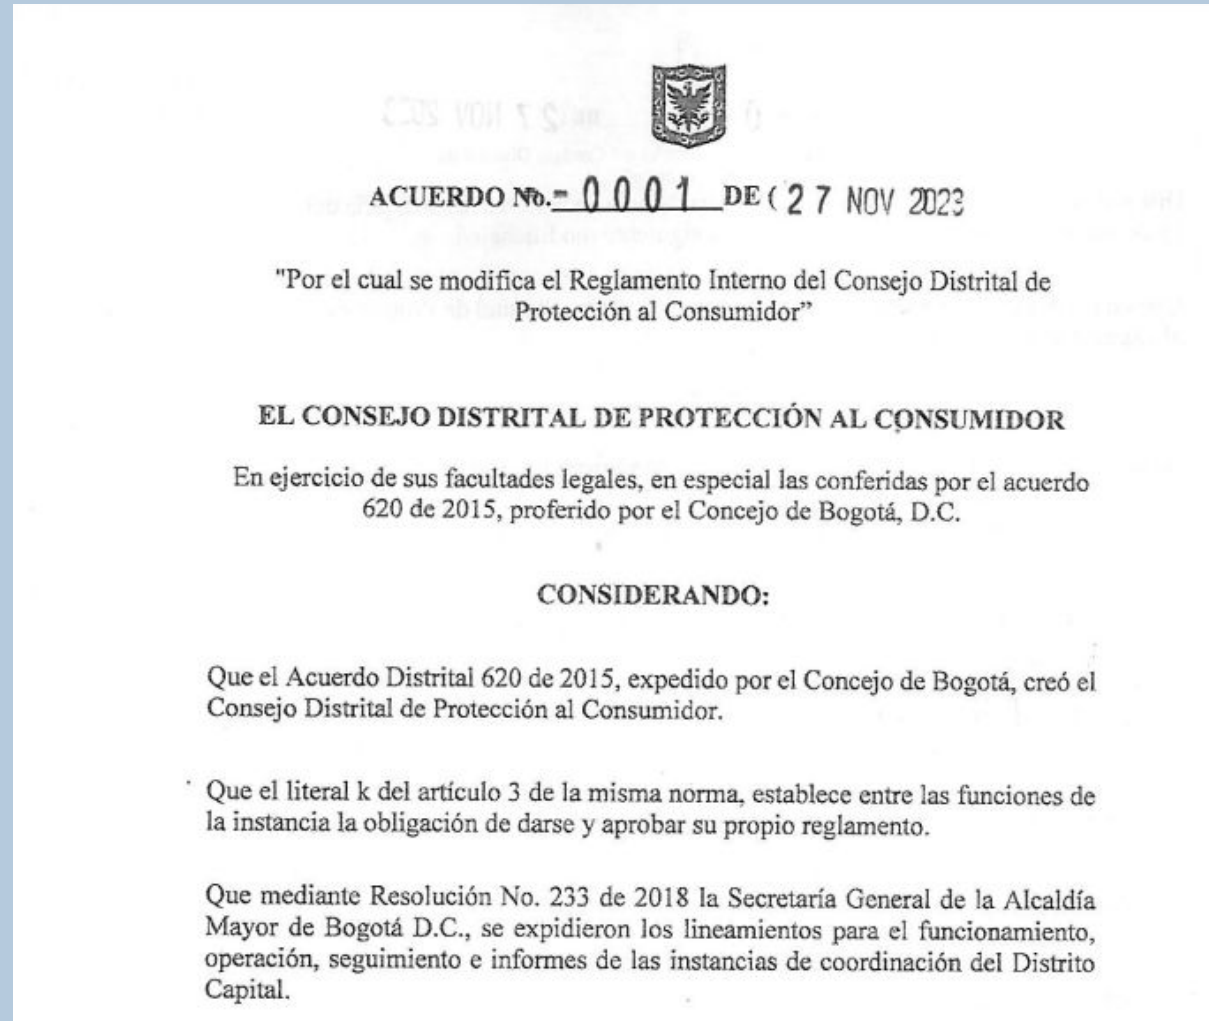 ACUERDO No.- 0001 DE ( 27 NOV 2023
"Por el cual se modifica el Reglamento Interno del Consejo Distrital de
Protección al Consumidor”
EL CONSEJO DISTRITAL DE PROTECCIÓN AL CONSUMIDOR
En ejercicio de sus facultades legales, en especial las conferidas por el acuerdo
620 de 2015, proferido por el Concejo de Bogotá, D.C.
CONSIDERANDO:
Que el Acuerdo Distrital 620 de 2015, expedido por el Concejo de Bogotá, creó el
Consejo Distrital de Protección al Consumidor.
Que el literal k del artículo 3 de la misma norma, establece entre las funciones de
la instancia la obligación de darse y aprobar su propio reglamento.
Que mediante Resolución No. 233 de 2018 la Secretaría General de la Alcaldía
Mayor de Bogotá D.C., se expidieron los lineamientos para el funcionamiento,
operación, seguimiento e informes de las instancias de coordinación del Distrito
Capital.